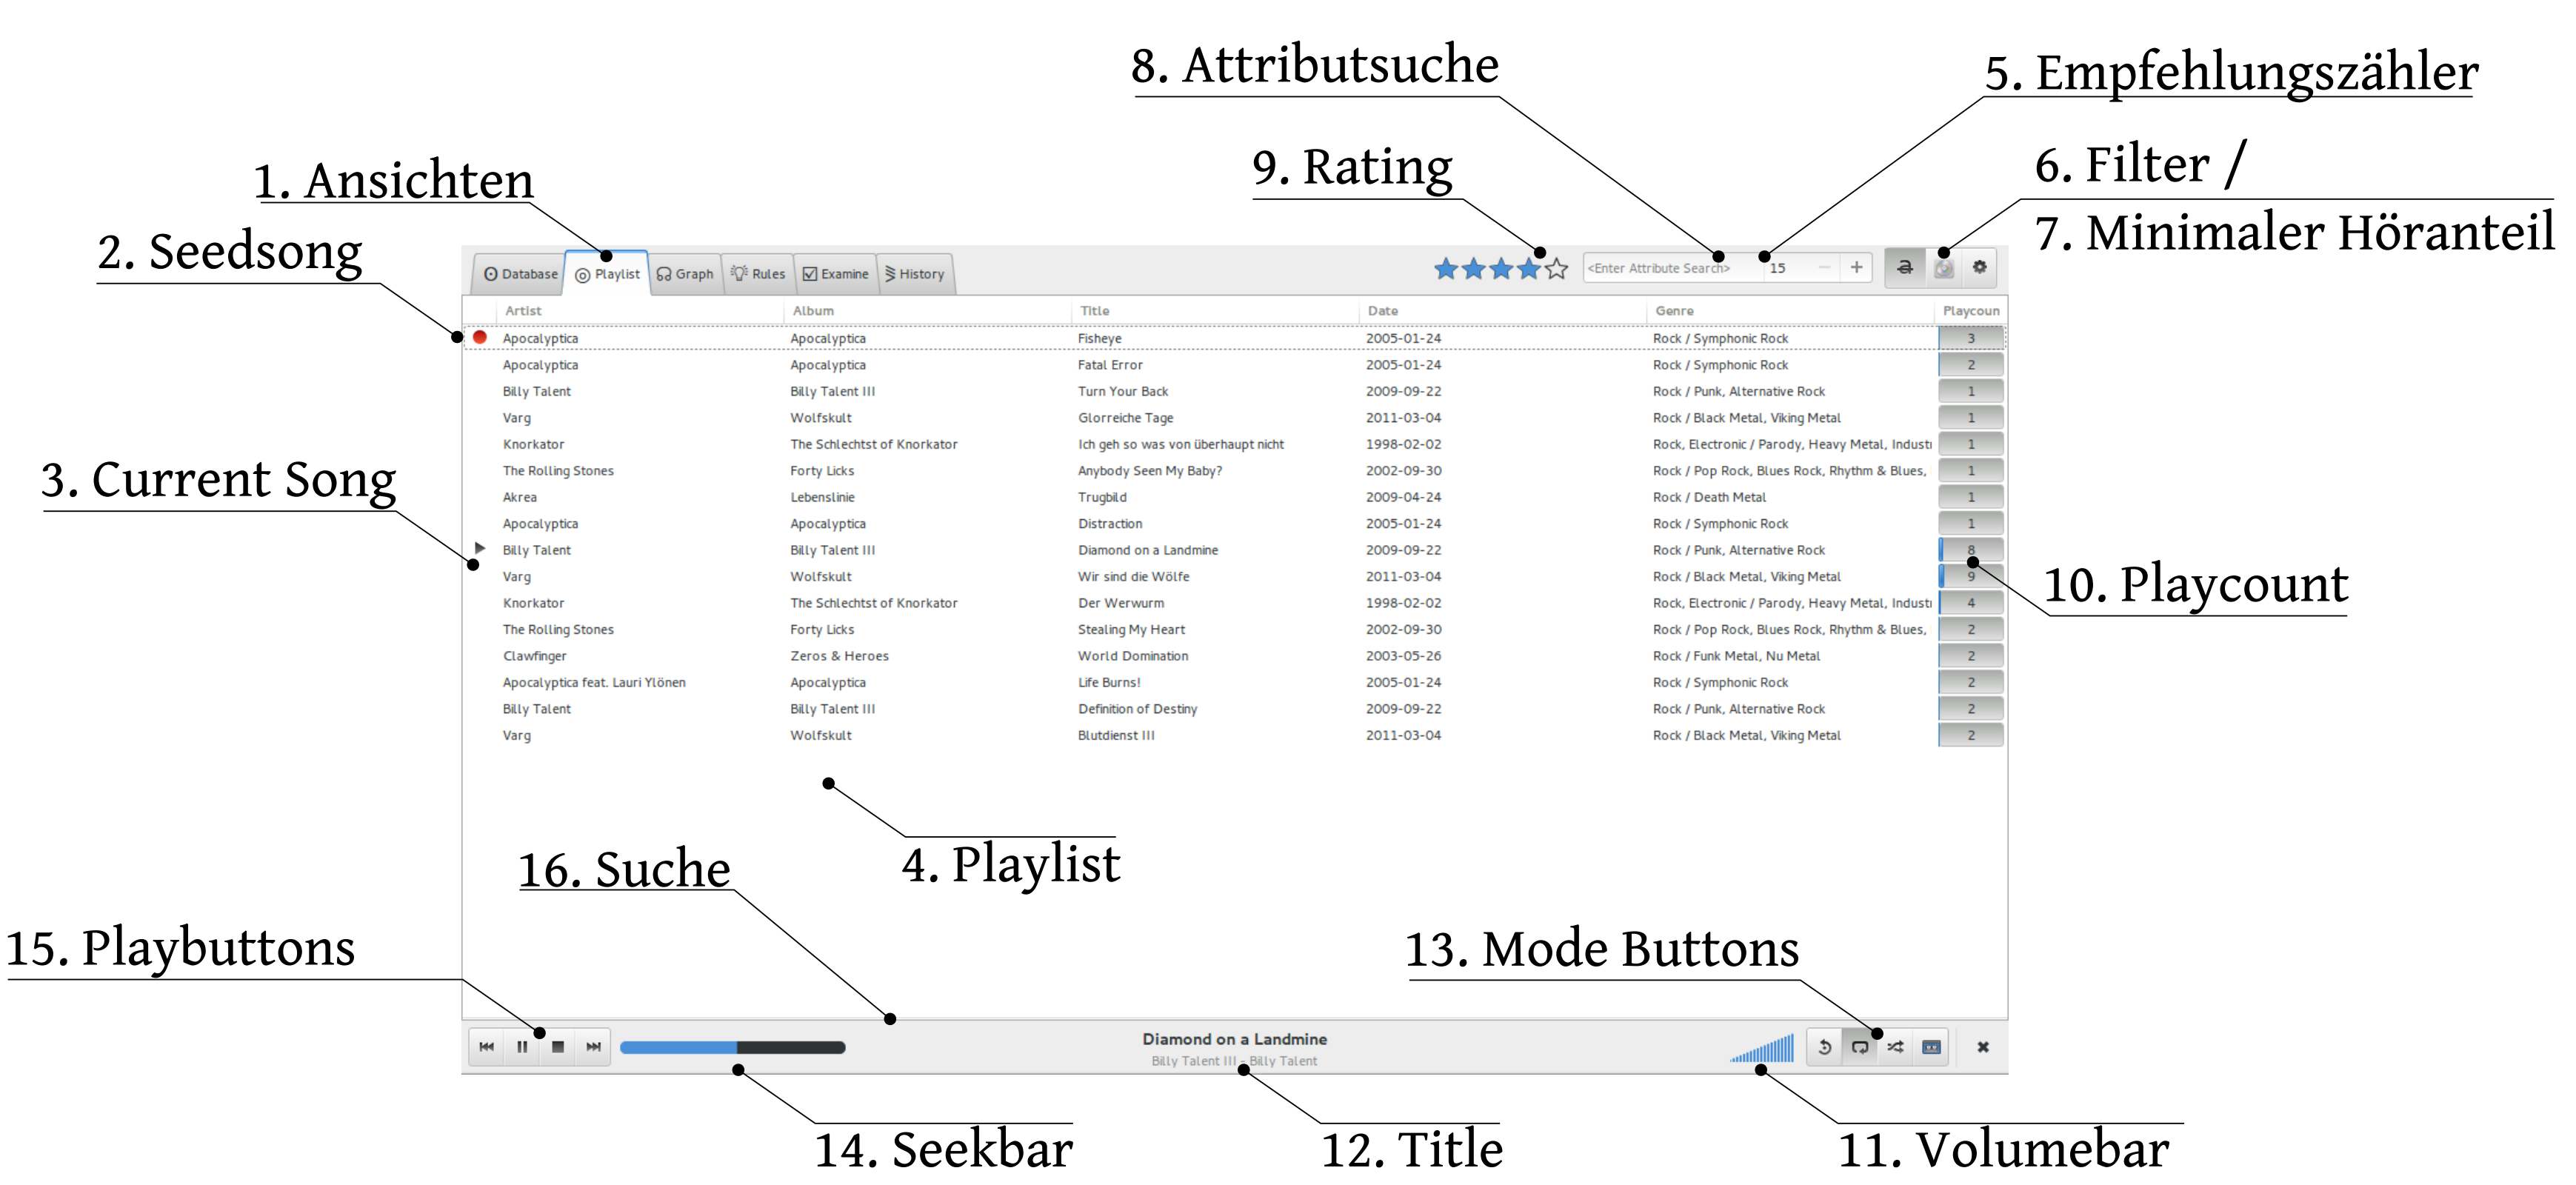 8. Attributsuche
5. Empfehlungszähler
9. Rating
6. Filter /
7. Minimaler Höranteil
1. Ansichten
2. Seedsong
3. Current Song
Database Playlist Graph Rules Examine History
<Enter Attribute Search> 15 − +
a
Artist Album Title Date Genre Playcoun
Apocalyptica Apocalyptica Fisheye 2005-01-24 Rock / Symphonic Rock 3
Apocalyptica Apocalyptica Fatal Error 2005-01-24 Rock / Symphonic Rock 2
Billy Talent Billy Talent III Turn Your Back 2009-09-22 Rock / Punk, Alternative Rock 1
Varg Wolfskult Glorreiche Tage 2011-03-04 Rock / Black Metal, Viking Metal 1
Knorkator The Schlechtst of Knorkator Ich geh so was von überhaupt nicht 1998-02-02 Rock, Electronic / Parody, Heavy Metal, Industr 1
The Rolling Stones Forty Licks Anybody Seen My Baby? 2002-09-30 Rock / Pop Rock, Blues Rock, Rhythm & Blues, 1
Akrea Lebenslinie Trugbild 2009-04-24 Rock / Death Metal 1
Apocalyptica Apocalyptica Distraction 2005-01-24 Rock / Symphonic Rock 1
Billy Talent Billy Talent III Diamond on a Landmine 2009-09-22 Rock / Punk, Alternative Rock 8
Varg Wolfskult Wir sind die Wölfe 2011-03-04 Rock / Black Metal, Viking Metal 9
Knorkator The Schlechtst of Knorkator Der Werwurm 1998-02-02 Rock, Electronic / Parody, Heavy Metal, Industr 4
The Rolling Stones Forty Licks Stealing My Heart 2002-09-30 Rock / Pop Rock, Blues Rock, Rhythm & Blues, 2
Clawfinger Zeros & Heroes World Domination 2003-05-26 Rock / Funk Metal, Nu Metal 2
Apocalyptica feat. Lauri Ylönen Apocalyptica Life Burns! 2005-01-24 Rock / Symphonic Rock 2
Billy Talent Billy Talent III Definition of Destiny 2009-09-22 Rock / Punk, Alternative Rock 2
Varg Wolfskult Blutdienst III 2011-03-04 Rock / Black Metal, Viking Metal 2
10. Playcount
4. Playlist
16. Suche
15. Playbuttons
13. Mode Buttons
Diamond on a Landmine
Billy Talent III - Billy Talent
14. Seekbar
12. Title
11. Volumebar